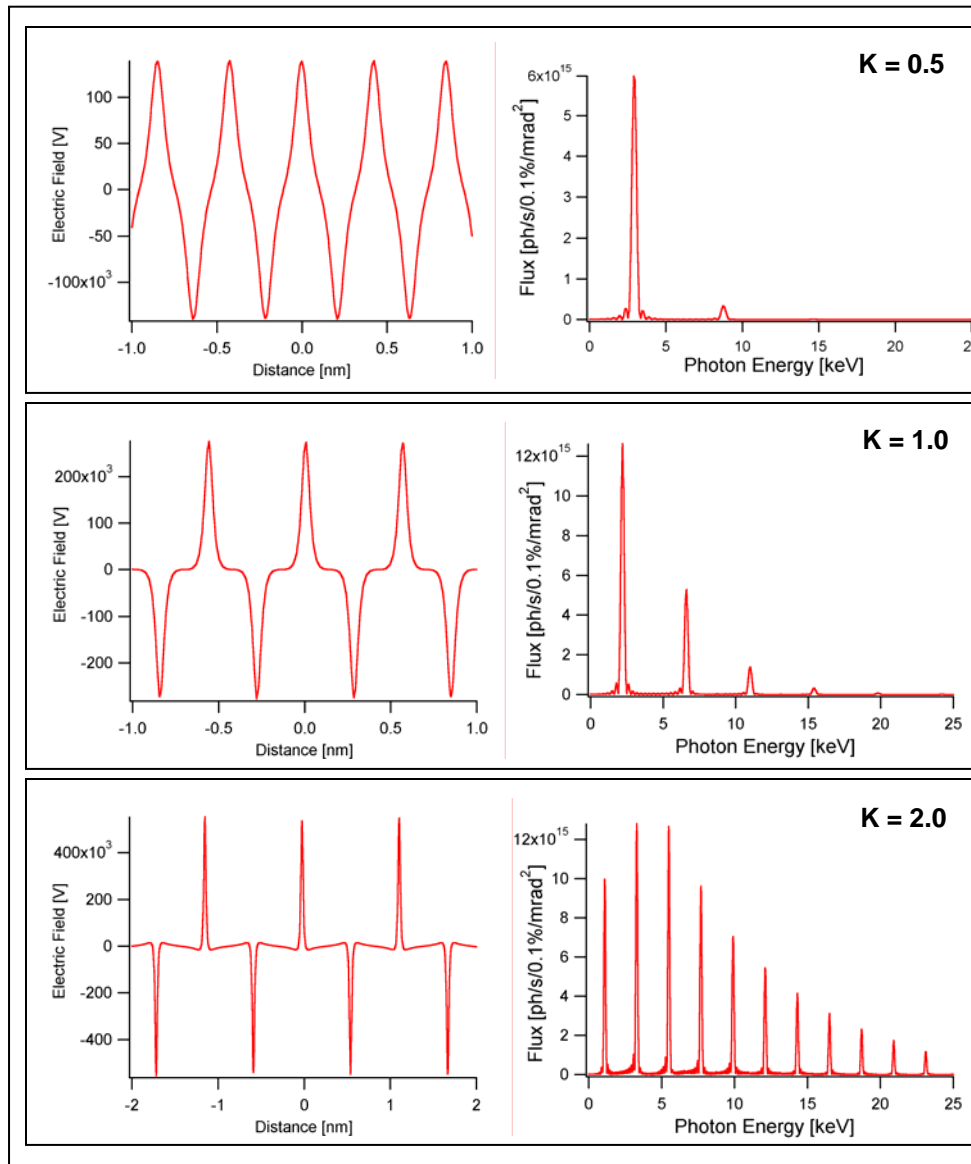 K = 0.5
Electric Field [V]
100
50
0
-50
-100x10³
-1.0 -0.5 0.0 0.5 1.0
Distance [nm]
Flux [ph/s/0.1%/mrad²]
6x10¹⁵
5
4
3
2
1
0
0 5 10 15 20 25
Photon Energy [keV]
K = 1.0
Electric Field [V]
200x10³
100
0
-100
-200
-1.0 -0.5 0.0 0.5 1.0
Distance [nm]
Flux [ph/s/0.1%/mrad²]
12x10¹⁵
10
8
6
4
2
0
0 5 10 15 20 25
Photon Energy [keV]
K = 2.0
Electric Field [V]
400x10³
200
0
-200
-400
-2 -1 0 1 2
Distance [nm]
Flux [ph/s/0.1%/mrad²]
12x10¹⁵
10
8
6
4
2
0
0 5 10 15 20 25
Photon Energy [keV]